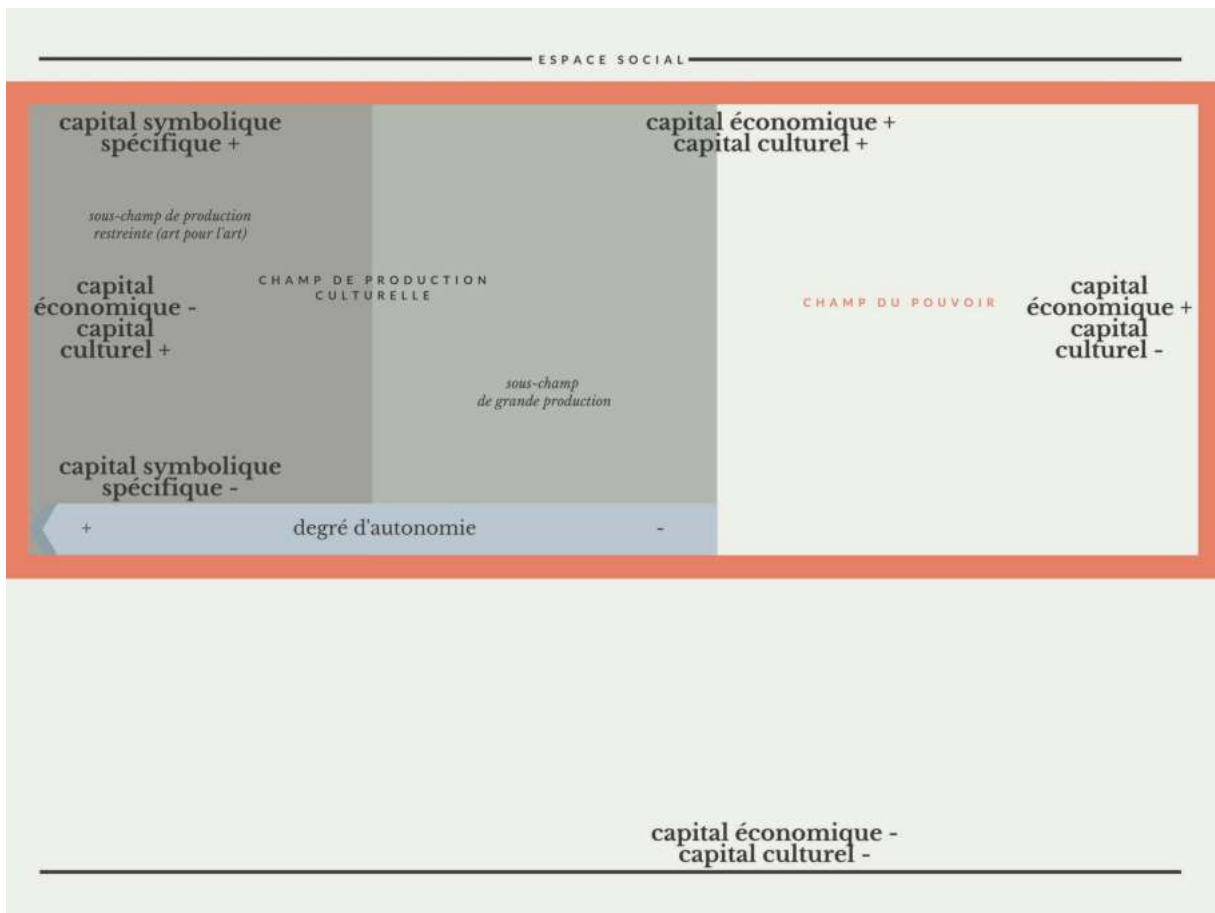 ESPACE SOCIAL
capital symbolique
spécifique +
capital économique +
capital culturel +
sous-champ de production
restreinte (art pour l'art)
CHAMP DE PRODUCTION
CULTURELLE
capital
économique -
capital
culturel +
CHAMP DU POUVOIR
capital
économique +
capital
culturel -
sous-champ
de grande production
capital symbolique
spécifique -
+ degré d'autonomie -
capital économique -
capital culturel -